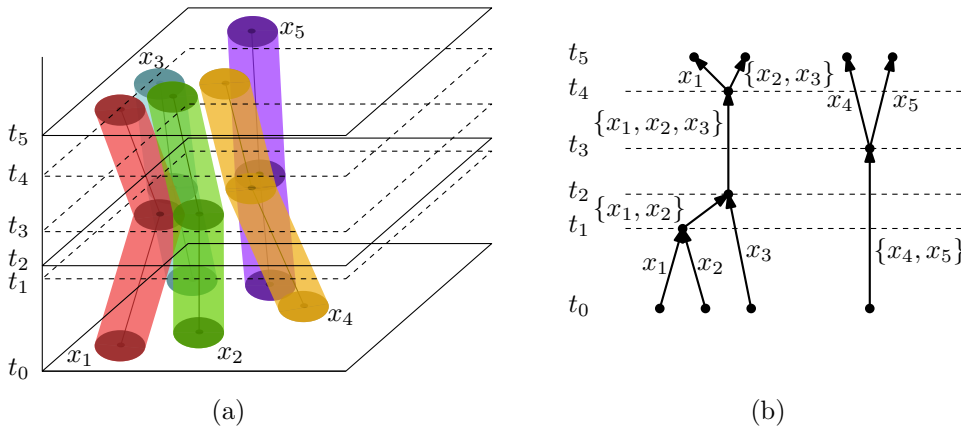 x5
x3
t5
t4
t3
t2
t1
t0
x1
x2
x4
(a)
t5
x1
{x2, x3}
t4
x4
x5
{x1, x2, x3}
t3
t2
{x1, x2}
t1
x1
x2
x3
{x4, x5}
t0
(b)